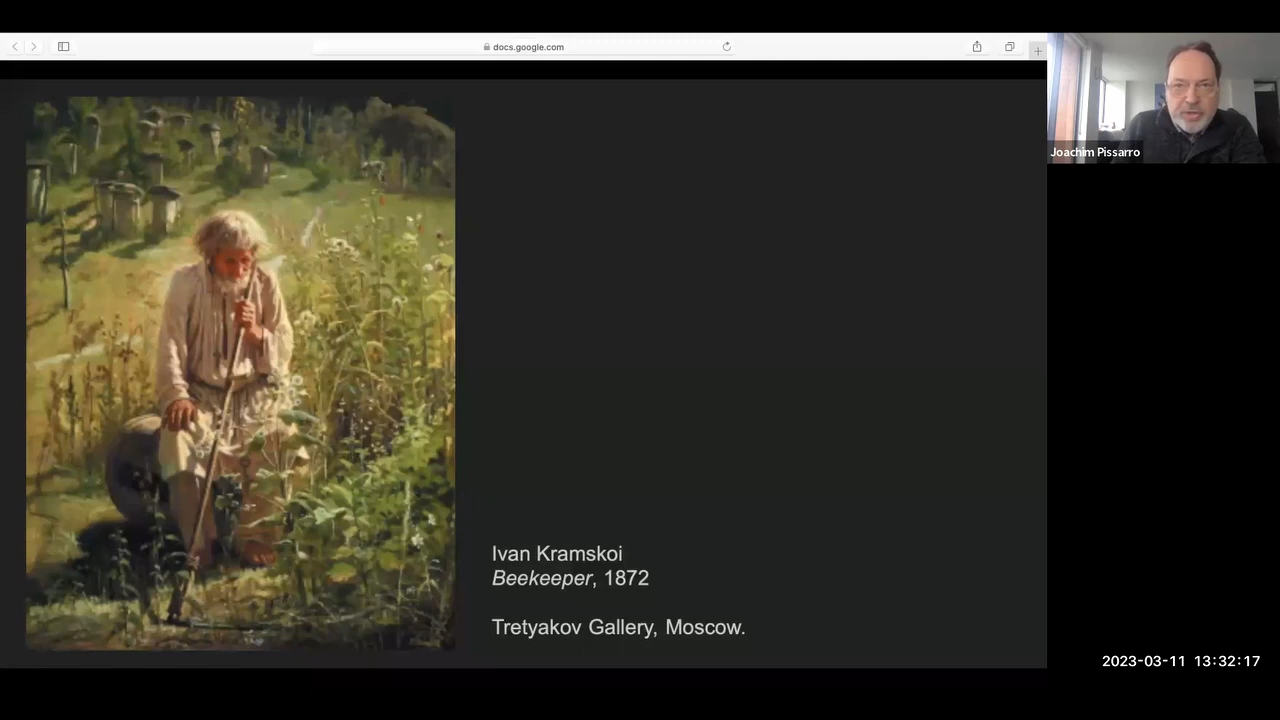 docs.google.com
Joachim Pissarro
Ivan Kramskoi
Beekeeper, 1872
Tretyakov Gallery, Moscow.
2023-03-11 13:32:17